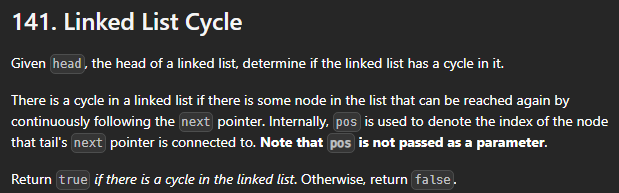 141. Linked List Cycle
Given head, the head of a linked list, determine if the linked list has a cycle in it.
There is a cycle in a linked list if there is some node in the list that can be reached again by
continuously following the next pointer. Internally, pos is used to denote the index of the node
that tail's next pointer is connected to. Note that pos is not passed as a parameter.
Return true if there is a cycle in the linked list. Otherwise, return false.